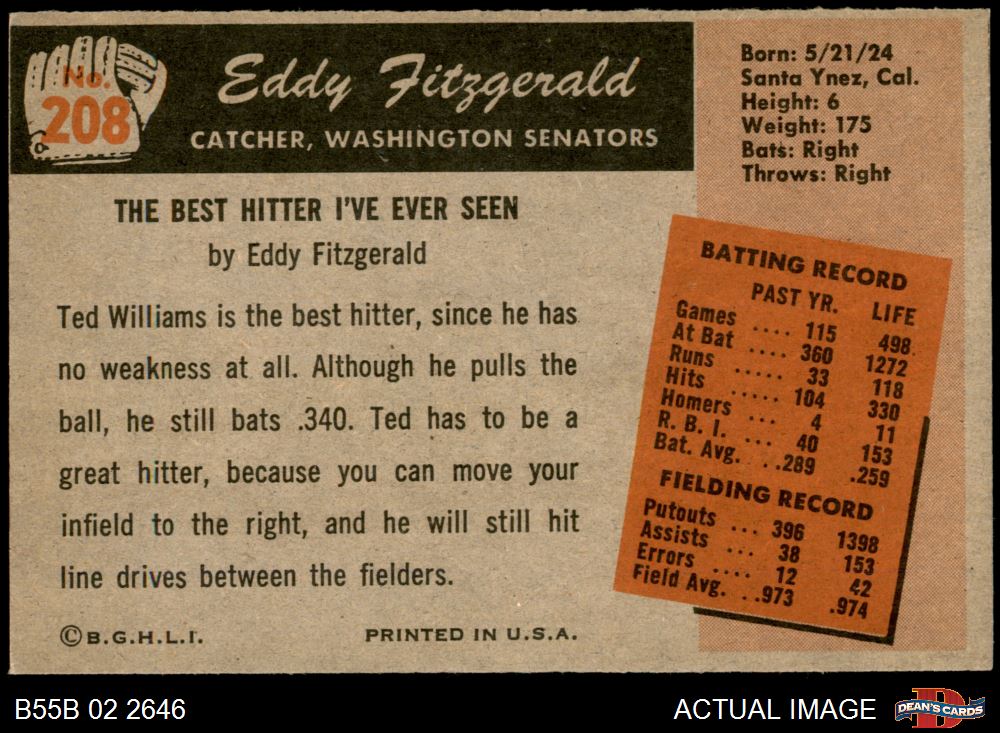 No.
208
Eddy Fitzgerald
CATCHER, WASHINGTON SENATORS
Born: 5/21/24
Santa Ynez, Cal.
Height: 6
Weight: 175
Bats: Right
Throws: Right
THE BEST HITTER I'VE EVER SEEN
by Eddy Fitzgerald
Ted Williams is the best hitter, since he has
no weakness at all. Although he pulls the
ball, he still bats .340. Ted has to be a
great hitter, because you can move your
infield to the right, and he will still hit
line drives between the fielders.
©B.G.H.L.I. PRINTED IN U.S.A.
BATTING RECORD
PAST YR. LIFE
Games .... 115 498
At Bat .... 360 1272
Runs ..... 33 118
Hits ..... 104 330
Homers ... 4 11
R. B. I. ... 40 153
Bat. Avg. ..289 .259
FIELDING RECORD
Putouts ... 396 1398
Assists ... 38 153
Errors .... 12 42
Field Avg. ..973 .974
B55B 02 2646 ACTUAL IMAGE DEAN'S CARDS